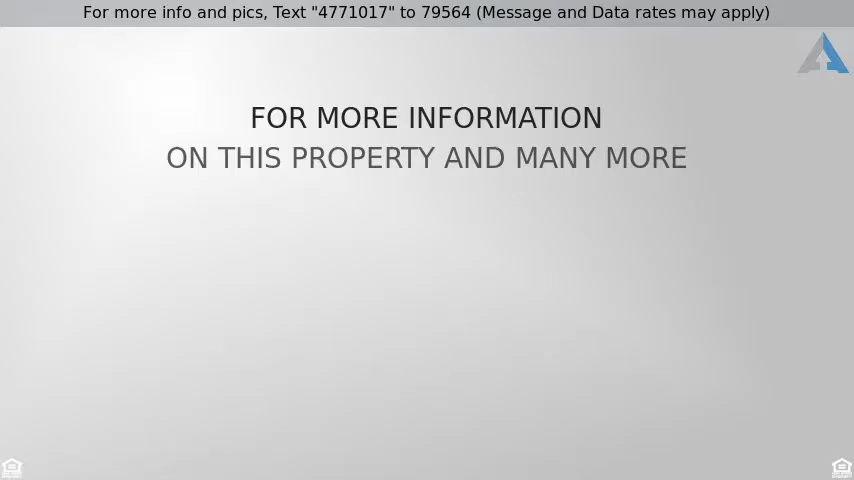 For more info and pics, Text "4771017" to 79564 (Message and Data rates may apply)
FOR MORE INFORMATION
ON THIS PROPERTY AND MANY MORE